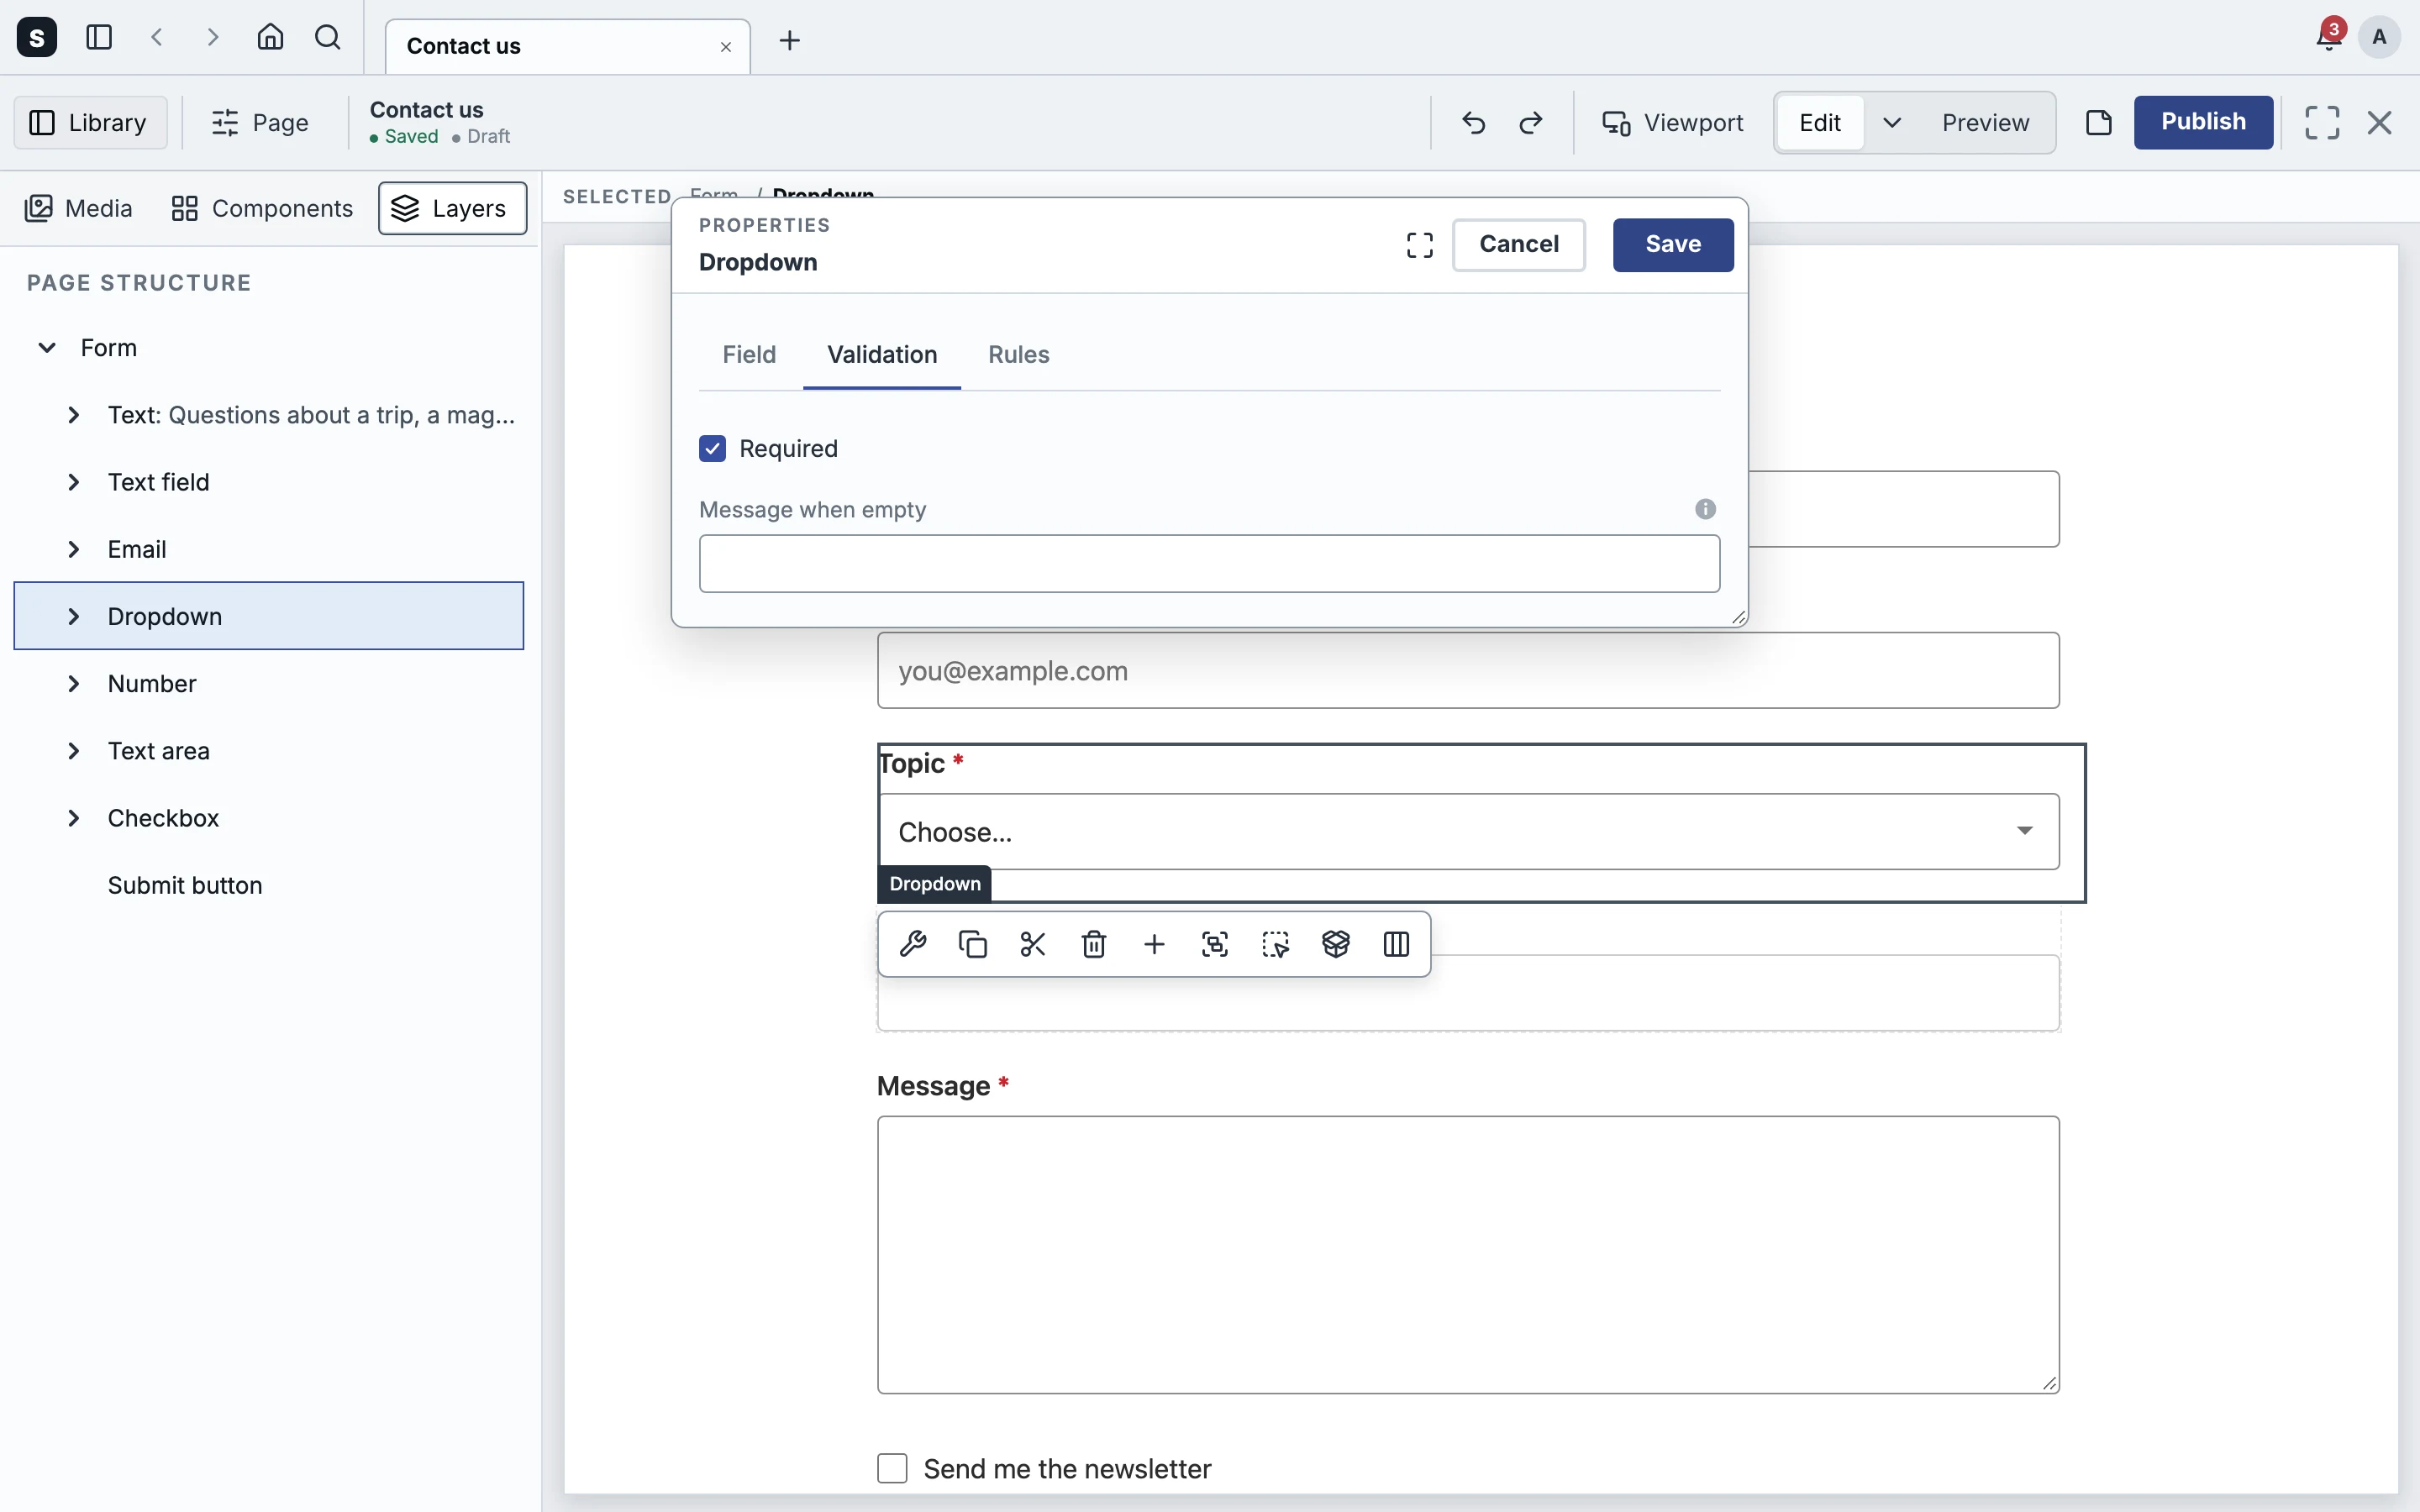 S
Contact us
3
A
Library
Page
Contact us
Saved
Draft
Viewport
Edit
Preview
Publish
Media
Components
Layers
SELECTED
Form / Dropdown
PAGE STRUCTURE
Form
Text: Questions about a trip, a mag...
Text field
Email
Dropdown
Number
Text area
Checkbox
Submit button
PROPERTIES
Dropdown
Cancel
Save
Field
Validation
Rules
Required
Message when empty
you@example.com
Topic *
Choose...
Dropdown
Message *
Send me the newsletter